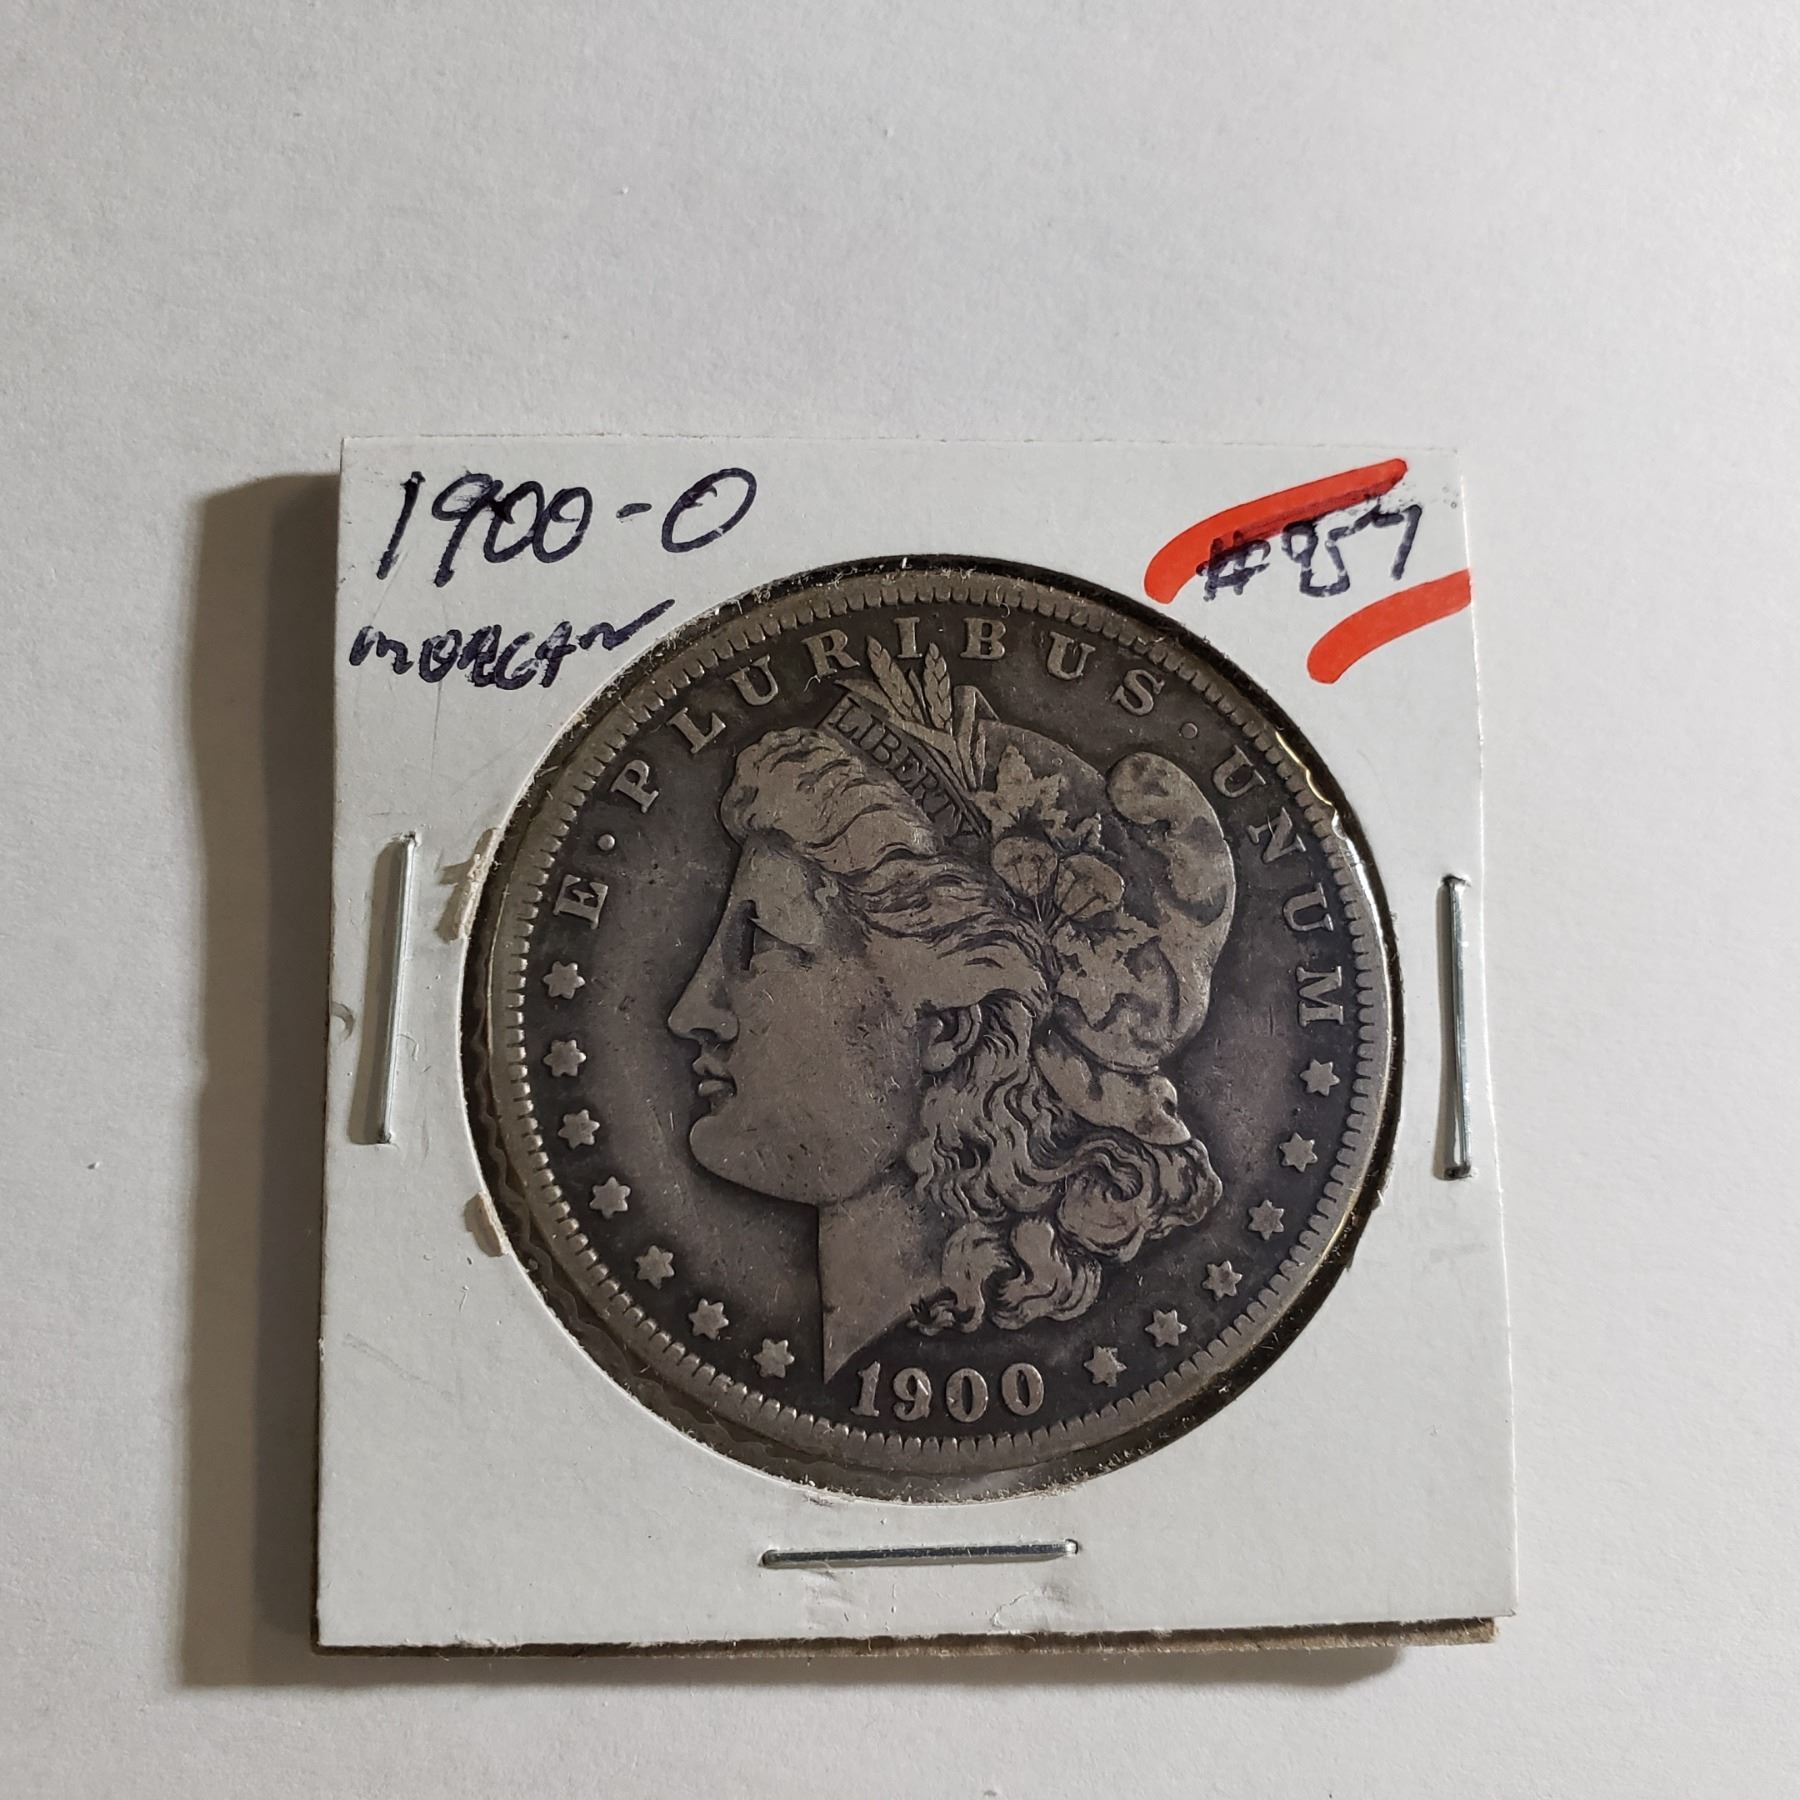 1900-O
MORGAN
#857
E · PLURIBUS · UNUM
LIBERTY
1900